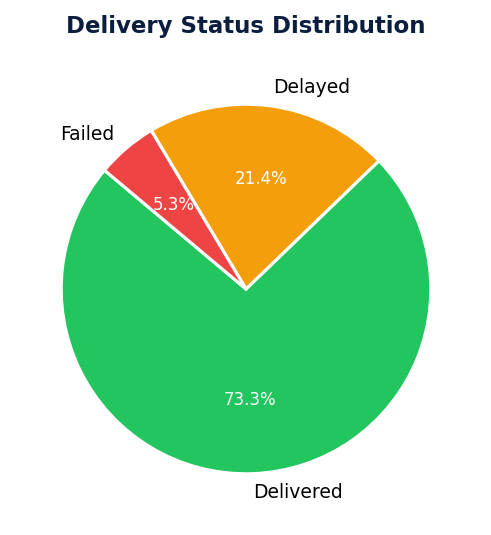 Delivery Status Distribution
Delayed
Failed
21.4%
5.3%
73.3%
Delivered